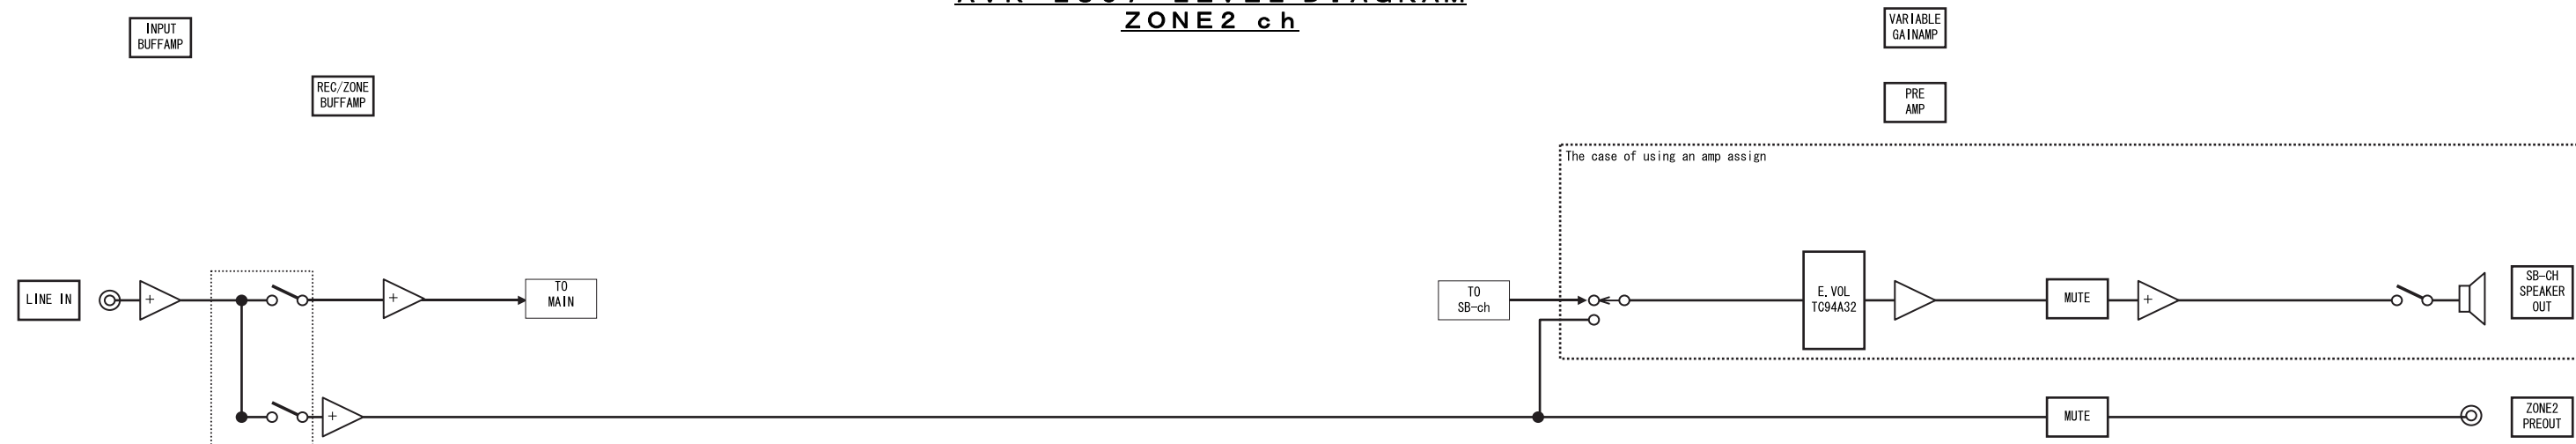 ZONE2 ch
INPUT
BUFFAMP
VARIABLE
GAINAMP
REC/ZONE
BUFFAMP
PRE
AMP
The case of using an amp assign
LINE IN
+
+
TO
MAIN
TO
SB-ch
E.VOL
TC94A32
MUTE
+
SB-CH
SPEAKER
OUT
+
MUTE
ZONE2
PREOUT